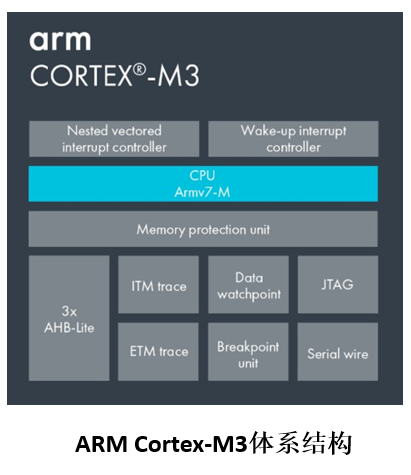 arm
CORTEX®-M3
Nested vectored
interrupt controller
Wake-up interrupt
controller
CPU
Armv7-M
Memory protection unit
3x
AHB-Lite
ITM trace
Data
watchpoint
JTAG
ETM trace
Breakpoint
unit
Serial wire
ARM Cortex-M3体系结构